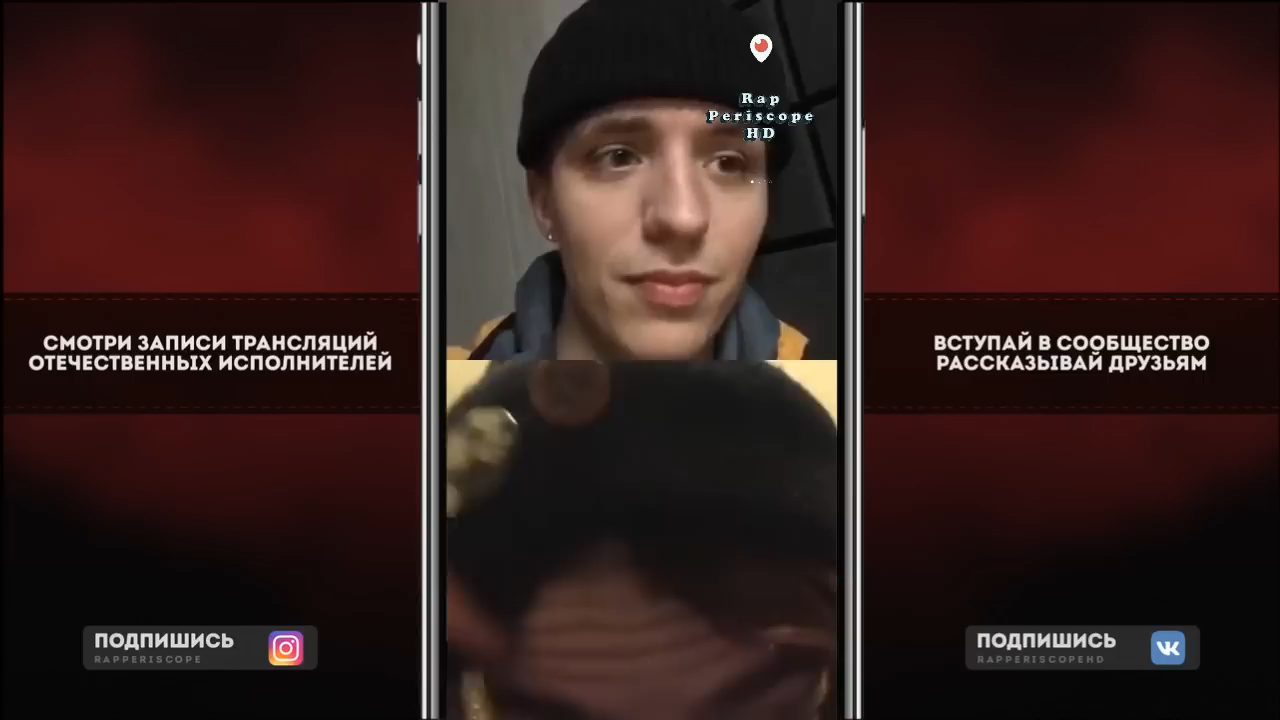 Rap
Periscope
HD
СМОТРИ ЗАПИСИ ТРАНСЛЯЦИЙ
ОТЕЧЕСТВЕННЫХ ИСПОЛНИТЕЛЕЙ
ВСТУПАЙ В СООБЩЕСТВО
РАССКАЗЫВАЙ ДРУЗЬЯМ
ПОДПИШИСЬ
RAPPERISCOPE
ПОДПИШИСЬ
RAPPERISCOPEHD